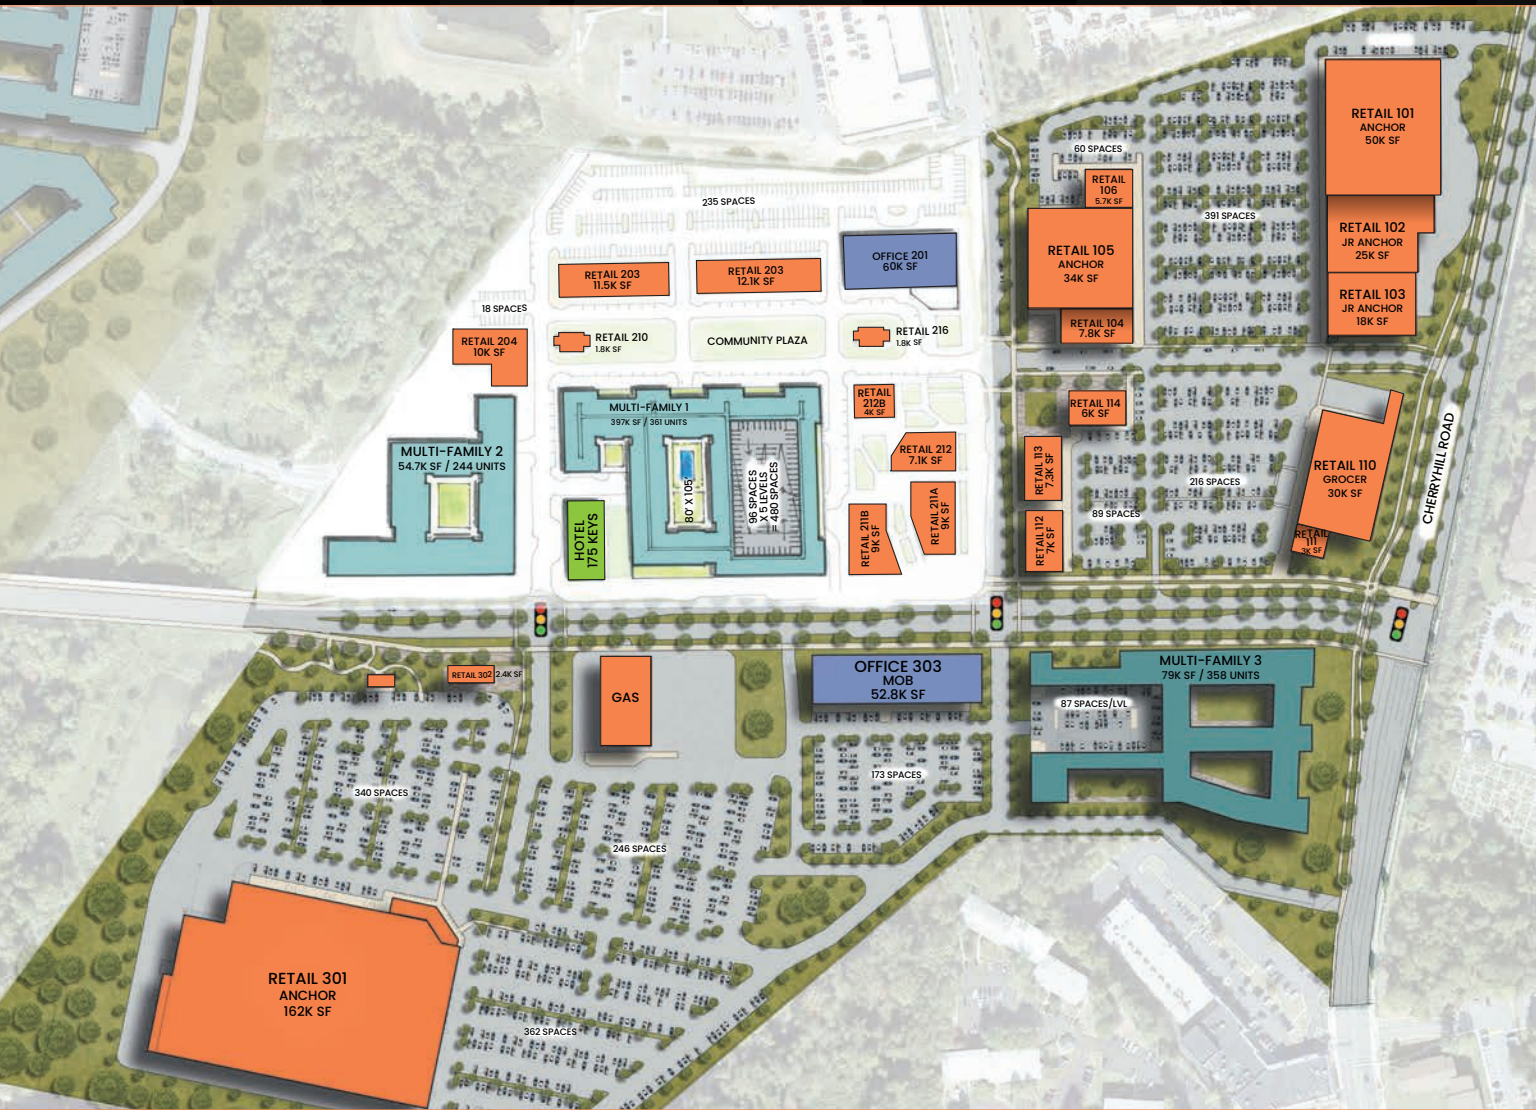 RETAIL 101
ANCHOR
50K SF
60 SPACES
RETAIL
106
5.7K SF
235 SPACES
391 SPACES
RETAIL 102
JR ANCHOR
25K SF
RETAIL 105
ANCHOR
34K SF
OFFICE 201
60K SF
RETAIL 203
11.5K SF
RETAIL 203
12.1K SF
RETAIL 103
JR ANCHOR
18K SF
18 SPACES
RETAIL 104
7.8K SF
RETAIL 204
10K SF
RETAIL 210
1.8K SF
COMMUNITY PLAZA
RETAIL 216
1.8K SF
RETAIL
212B
4K SF
RETAIL 114
6K SF
MULTI-FAMILY 1
397K SF / 361 UNITS
MULTI-FAMILY 2
54.7K SF / 244 UNITS
RETAIL 212
7.1K SF
RETAIL 113
7.3K SF
RETAIL 110
GROCER
30K SF
CHERRYHILL ROAD
216 SPACES
80' X 105'
96 SPACES
X 5 LEVELS
= 480 SPACES
89 SPACES
HOTEL
175 KEYS
RETAIL 211B
9K SF
RETAIL 211A
9K SF
RETAIL 112
7K SF
RETAIL
111
3K SF
RETAIL 302 2.4K SF
GAS
OFFICE 303
MOB
52.8K SF
MULTI-FAMILY 3
79K SF / 358 UNITS
87 SPACES/LVL
173 SPACES
340 SPACES
246 SPACES
RETAIL 301
ANCHOR
162K SF
362 SPACES